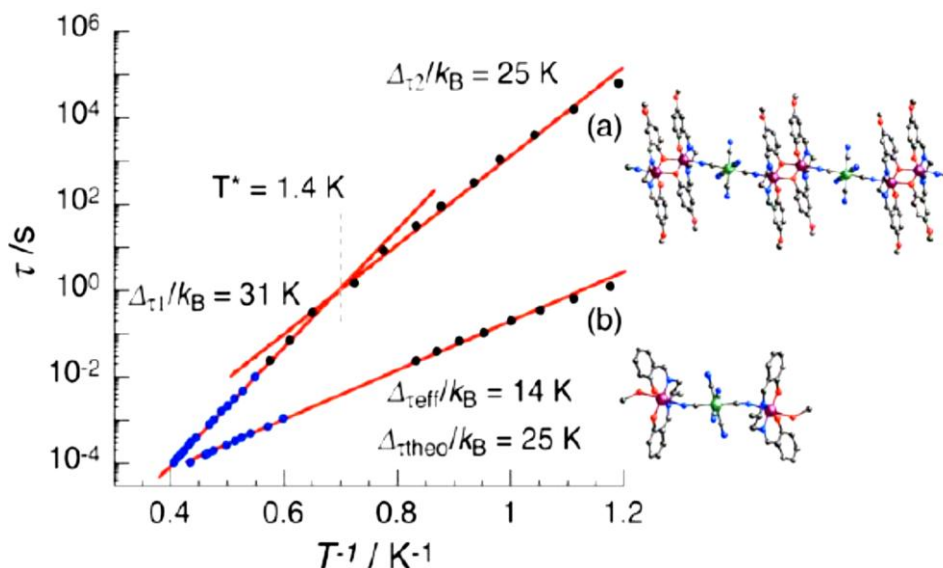 10⁶
10⁴
10²
10⁰
10⁻²
10⁻⁴
τ /s
Δτ2/kB = 25 K
(a)
T* = 1.4 K
Δτ1/kB = 31 K
(b)
Δτeff/kB = 14 K
Δτtheo/kB = 25 K
0.4 0.6 0.8 1 1.2
T⁻¹ / K⁻¹